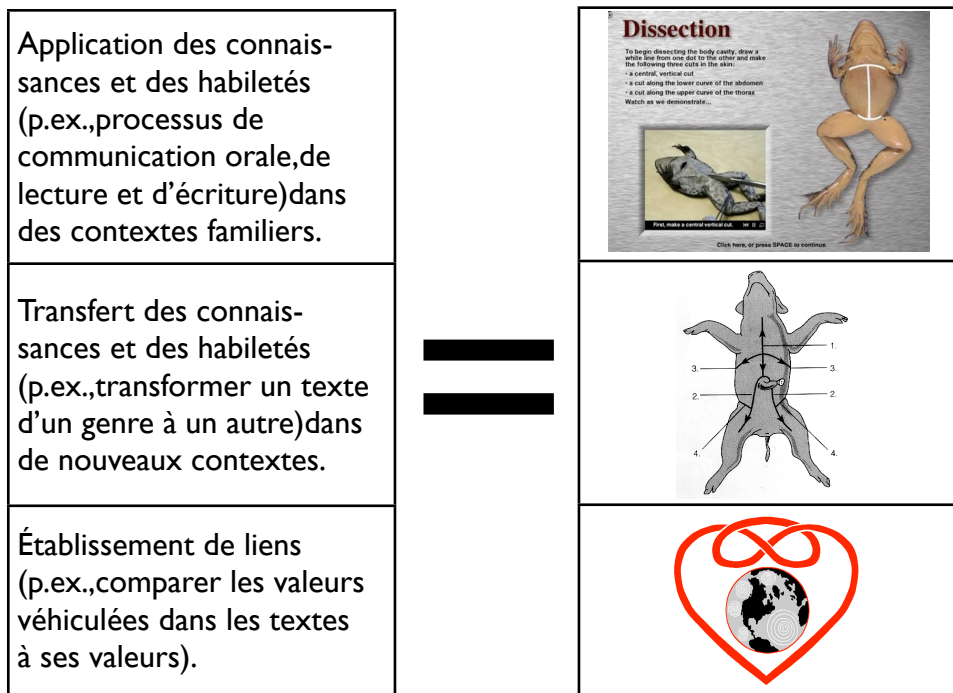 Application des connais-
sances et des habiletés
(p.ex.,processus de
communication orale,de
lecture et d'écriture)dans
des contextes familiers.
Dissection
To begin dissecting the body cavity, draw a
white line from one dot to the other and make
the following three cuts in the skin:
• a central, vertical cut
• a cut along the lower curve of the abdomen
• a cut along the upper curve of the thorax
Watch as we demonstrate...
First, make a central vertical cut.
Click here, or press SPACE to continue.
Transfert des connais-
sances et des habiletés
(p.ex.,transformer un texte
d'un genre à un autre)dans
de nouveaux contextes.
1.
3.
3.
2.
2.
4.
4.
Établissement de liens
(p.ex.,comparer les valeurs
véhiculées dans les textes
à ses valeurs).